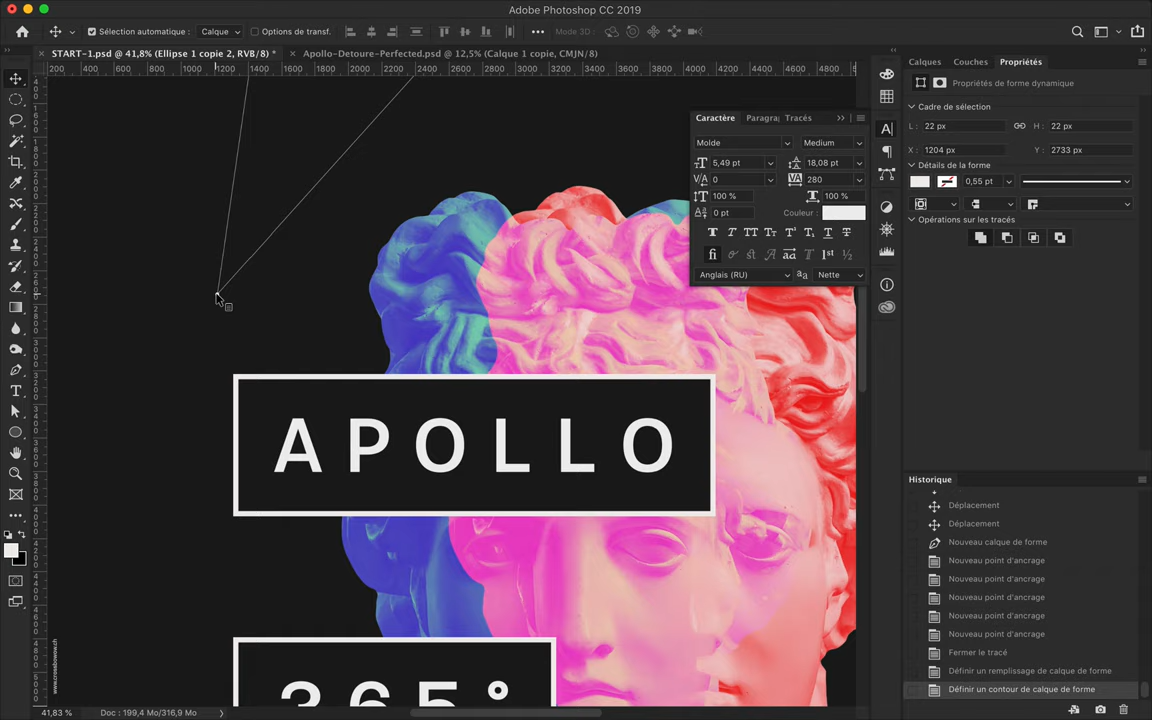 Adobe Photoshop CC 2019
Sélection automatique : Calque Options de transf. Mode 3D :
START-1.psd @ 41,8% (Ellipse 1 copie 2, RVB/8) *
Apollo-Detoure-Perfected.psd @ 12,5% (Calque 1 copie, CMJN/8)
200 400 600 800 1000 1200 1400 1600 1800 2000 2200 2400 2600 2800 3000 3200 3400 3600 3800 4000 4200 4400 4600 4800
Caractère Paragra Tracés
Molde Medium
5,49 pt 18,08 pt
0 280
100 % 100 %
0 pt Couleur :
Anglais (RU) Nette
Calques Couches Propriétés
Propriétés de forme dynamique
Cadre de sélection
L : 22 px H : 22 px
X : 1204 px Y : 2733 px
Détails de la forme
0,55 pt
Opérations sur les tracés
APOLLO
365°
www.crossbowow.ch
Historique
Déplacement
Déplacement
Nouveau calque de forme
Nouveau point d'ancrage
Nouveau point d'ancrage
Nouveau point d'ancrage
Nouveau point d'ancrage
Nouveau point d'ancrage
Fermer le tracé
Définir un remplissage de calque de forme
Définir un contour de calque de forme
41,83 % Doc : 199,4 Mo/316,9 Mo